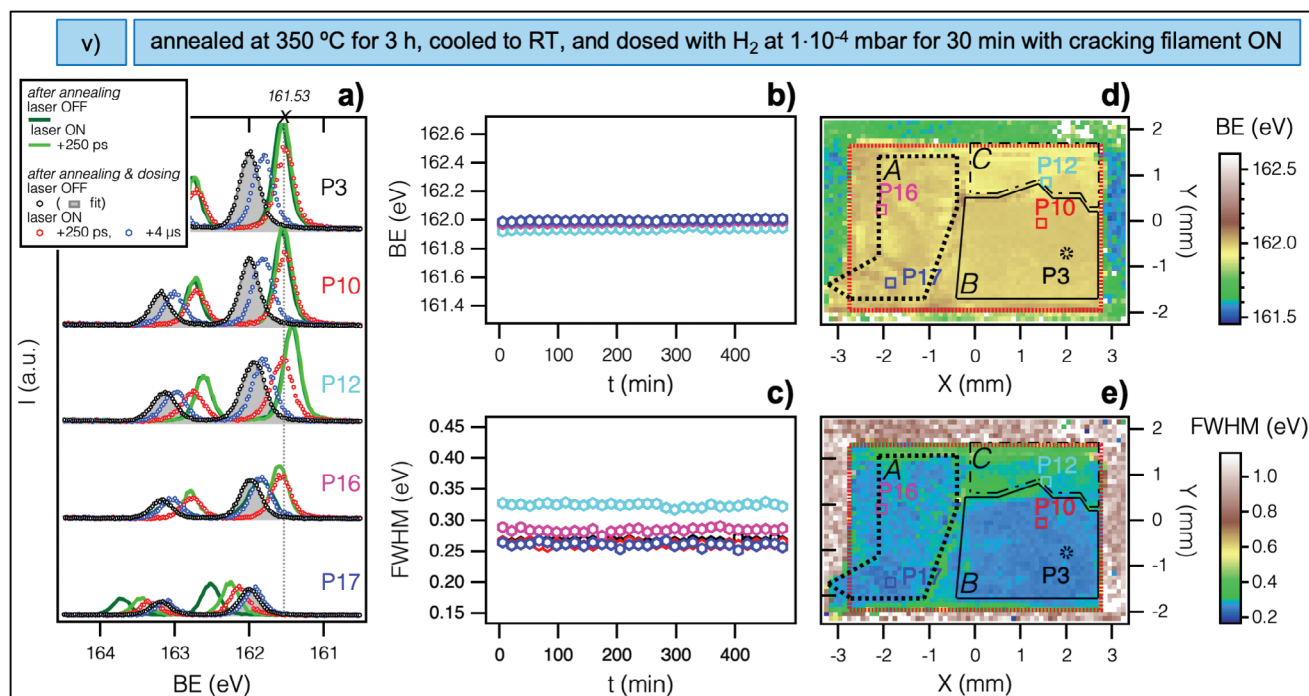 v)
annealed at 350 ºC for 3 h, cooled to RT, and dosed with H₂ at 1·10⁻⁴ mbar for 30 min with cracking filament ON
after annealing
laser OFF
laser ON
+250 ps
after annealing & dosing
laser OFF
( fit)
laser ON
+250 ps, +4 µs
a)
161.53
x
P3
P10
P12
P16
P17
I (a.u.)
164 163 162 161
BE (eV)
b)
BE (eV)
162.6
162.4
162.2
162.0
161.8
161.6
161.4
0 100 200 300 400
t (min)
c)
FWHM (eV)
0.45
0.40
0.35
0.30
0.25
0.20
0.15
0 100 200 300 400
t (min)
d)
A
C
P12
P16
P10
P3
P17
B
2
1
0
-1
-2
Y (mm)
-3 -2 -1 0 1 2 3
X (mm)
BE (eV)
162.5
162.0
161.5
e)
A
C
P12
P16
P10
P3
P17
B
2
1
0
-1
-2
Y (mm)
-3 -2 -1 0 1 2 3
X (mm)
FWHM (eV)
1.0
0.8
0.6
0.4
0.2